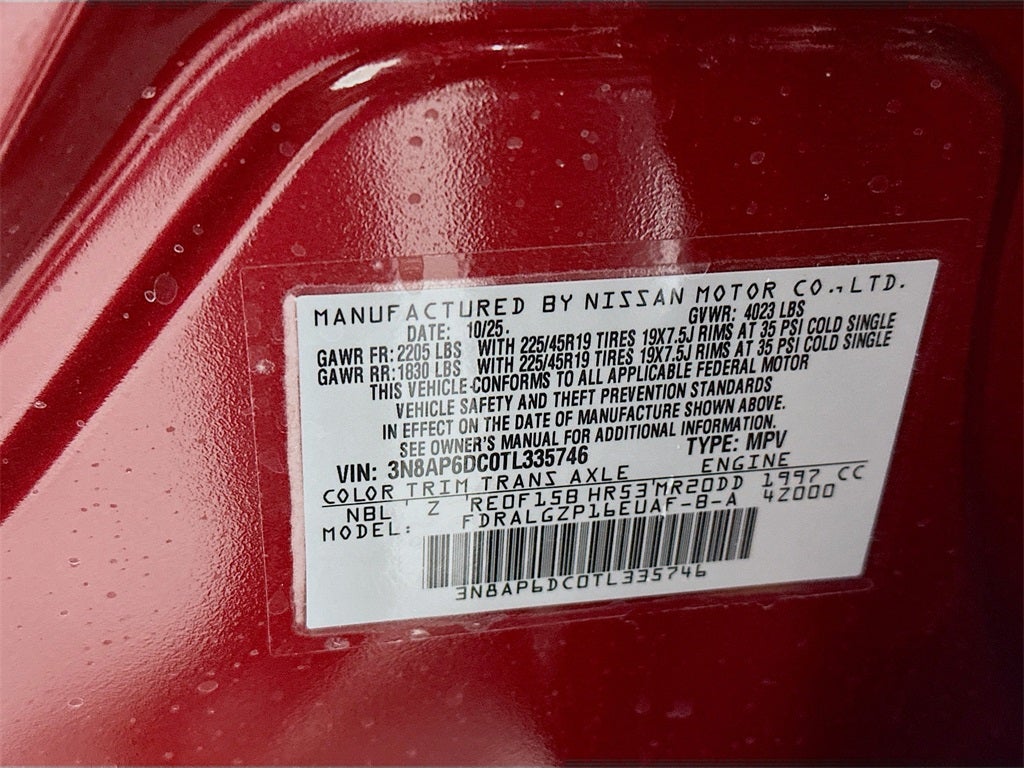 MANUFACTURED BY NISSAN MOTOR CO., LTD.
DATE: 10/25. GVWR: 4023 LBS
GAWR FR: 2205 LBS WITH 225/45R19 TIRES 19X7.5J RIMS AT 35 PSI COLD SINGLE
GAWR RR: 1830 LBS WITH 225/45R19 TIRES 19X7.5J RIMS AT 35 PSI COLD SINGLE
THIS VEHICLE CONFORMS TO ALL APPLICABLE FEDERAL MOTOR
VEHICLE SAFETY AND THEFT PREVENTION STANDARDS
IN EFFECT ON THE DATE OF MANUFACTURE SHOWN ABOVE.
SEE OWNER'S MANUAL FOR ADDITIONAL INFORMATION.
VIN: 3N8AP6DC0TL335746 TYPE: MPV
COLOR TRIM TRANS AXLE ENGINE
NBL Z RE0F15B HR53 MR20DD 1997 CC
MODEL: FDRALGZP16EUAF-B-A 4Z000
3N8AP6DC0TL335746